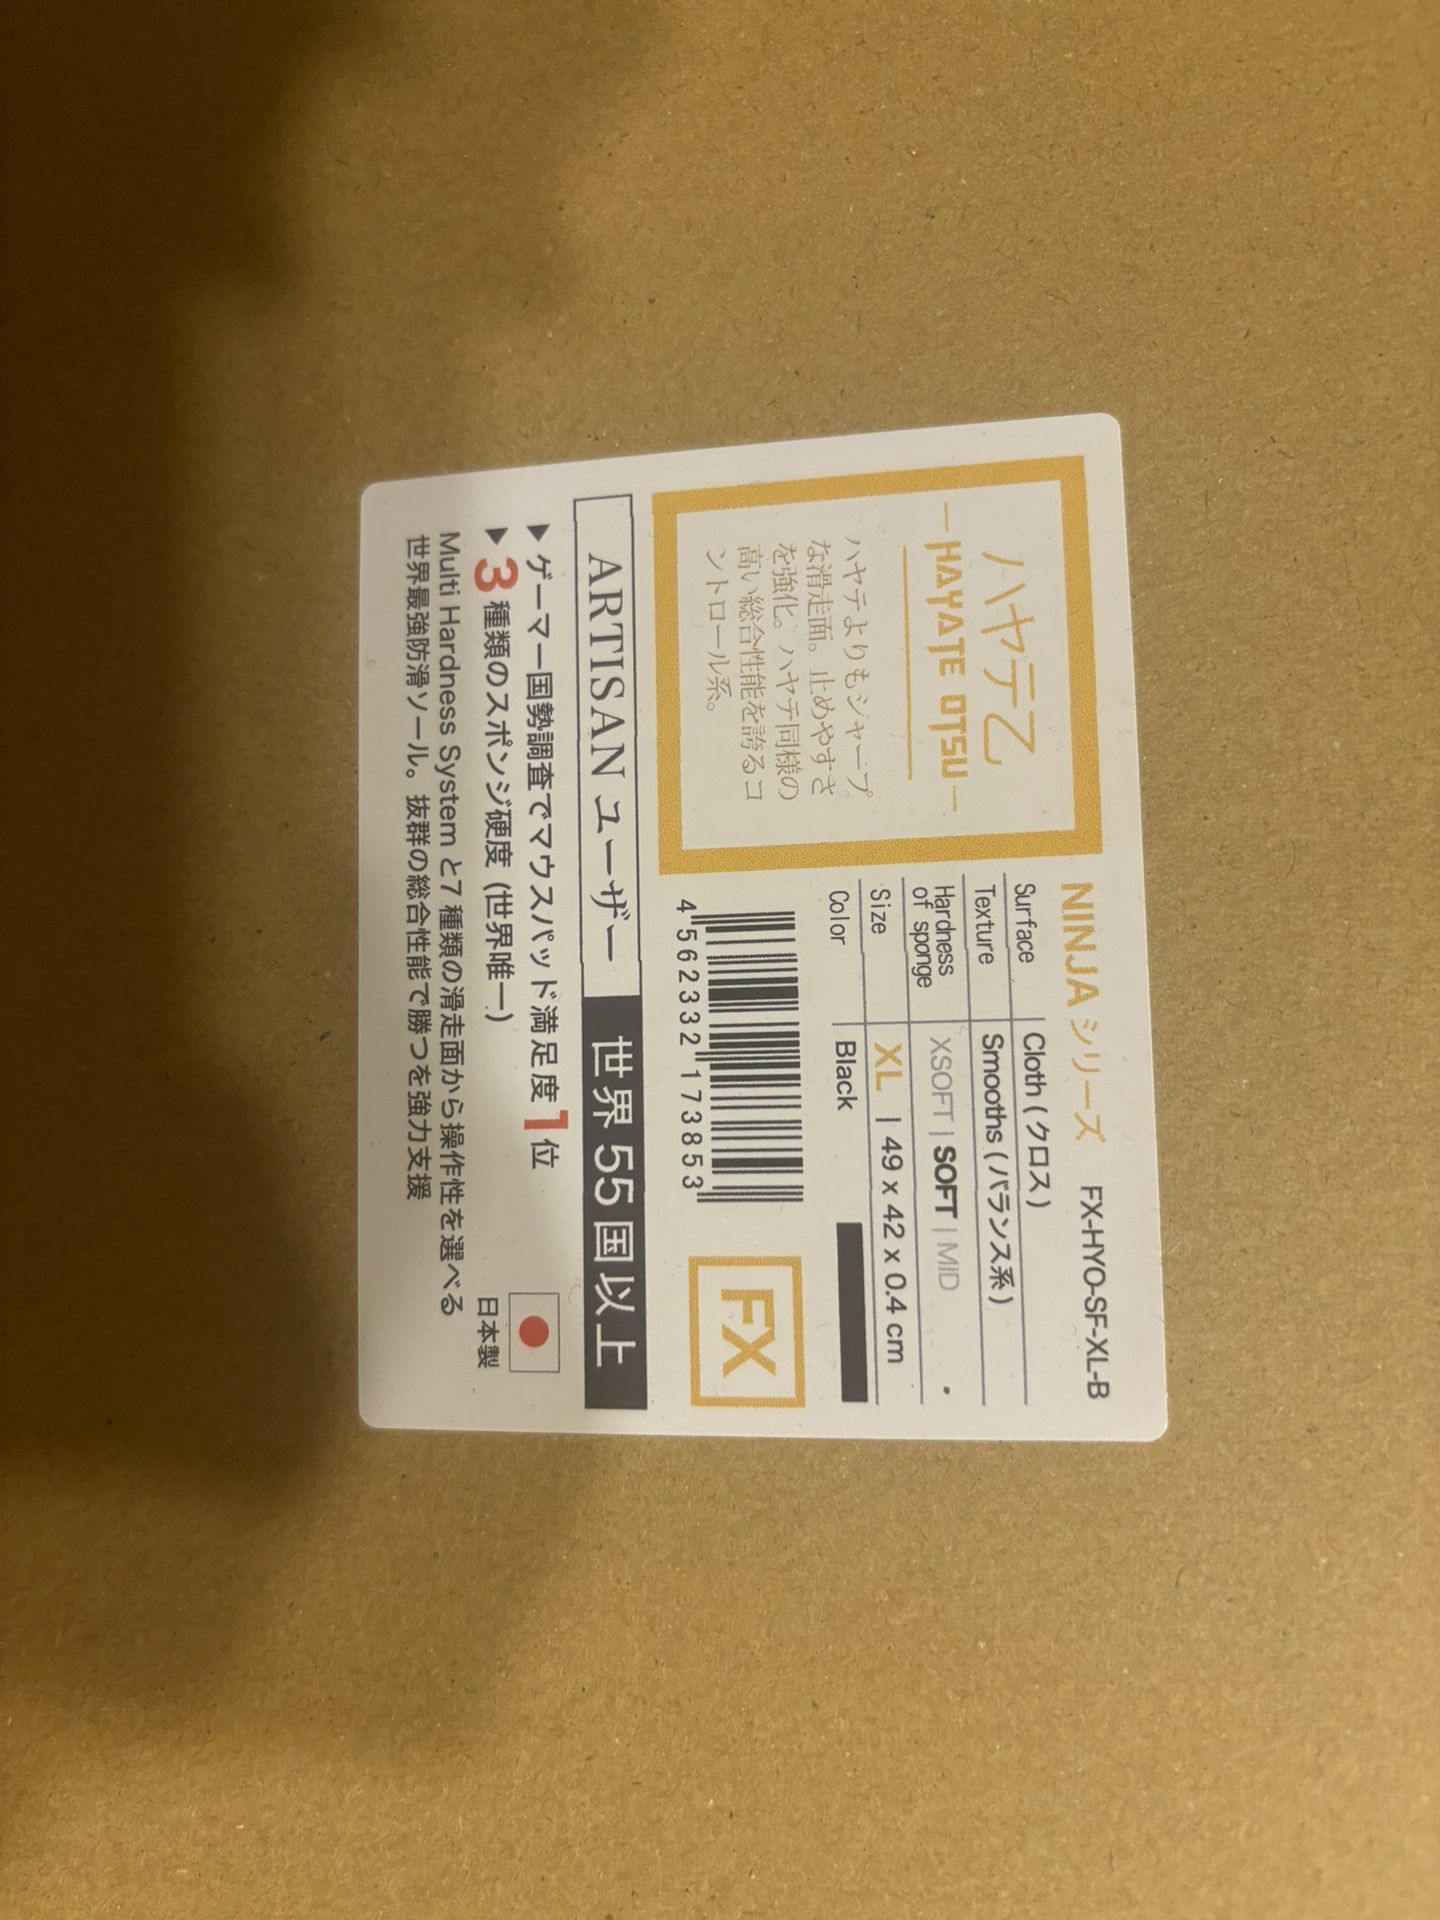 ハヤテ乙
HAYATE OTSU
ハヤテよりもシャープ
な滑走面。止めやすさ
を強化。ハヤテ同様の
高い総合性能を誇るコ
ントロール系。
NINJA シリーズ FX-HYO-SF-XL-B
Surface Cloth ( クロス )
Texture Smooths ( バランス系 )
Hardness of sponge XSOFT | SOFT | MID
Size XL | 49 x 42 x 0.4 cm
Color Black
4 562332 173853
FX
ARTISAN ユーザー 世界 55 国以上
▶ ゲーマー国勢調査でマウスパッド満足度 1 位
▶ 3 種類のスポンジ硬度 (世界唯一)
Multi Hardness System と 7 種類の滑走面から操作性を選べる
世界最強防滑ソール。抜群の総合性能で勝つを強力支援
日本製